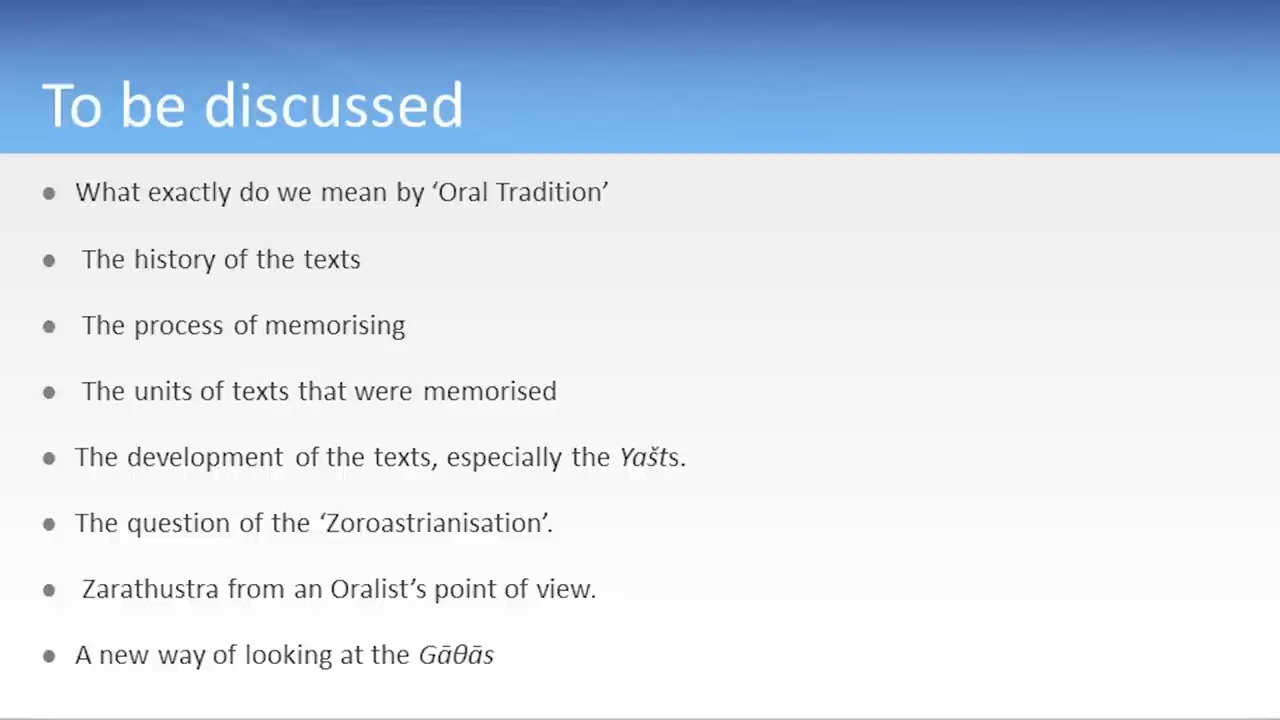 To be discussed
• What exactly do we mean by ‘Oral Tradition’
• The history of the texts
• The process of memorising
• The units of texts that were memorised
• The development of the texts, especially the Yašts.
• The question of the ‘Zoroastrianisation’.
• Zarathustra from an Oralist’s point of view.
• A new way of looking at the Gāθās